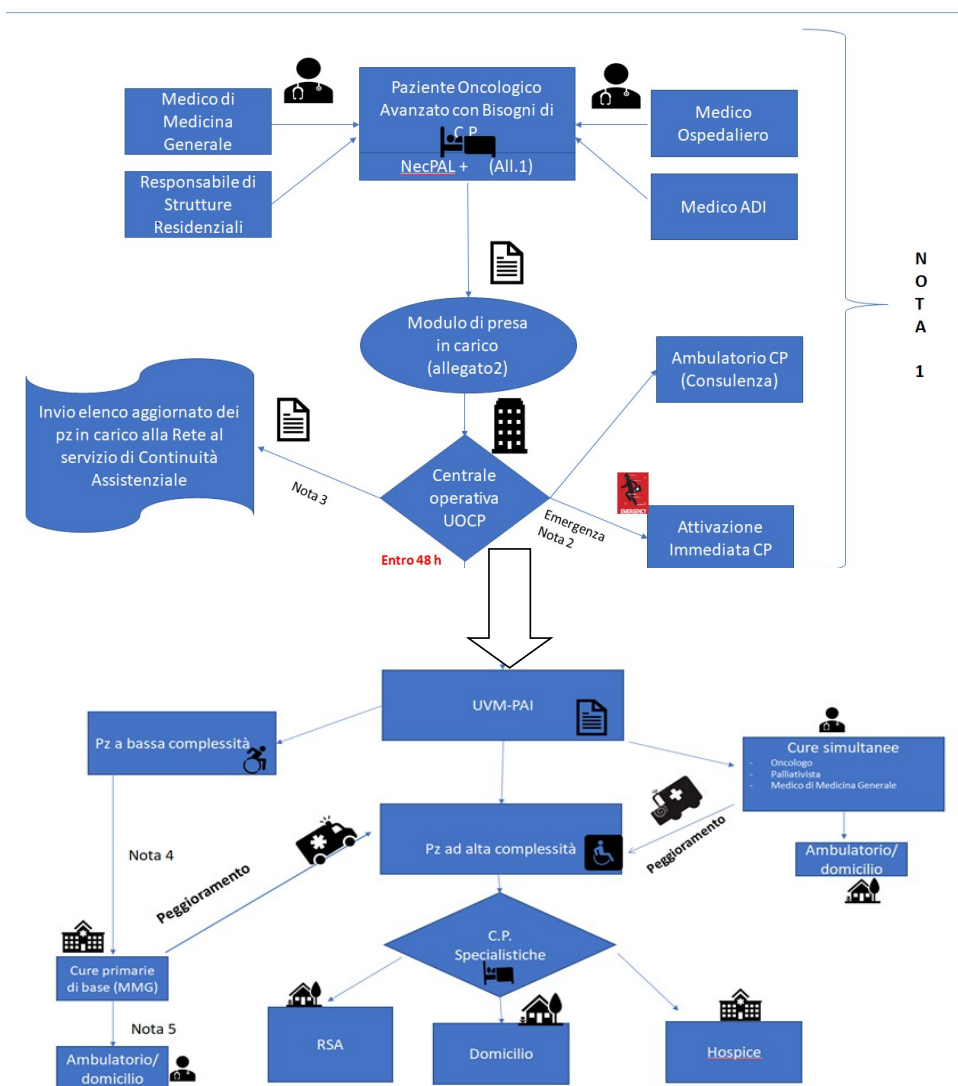 Medico di
Medicina
Generale
Paziente Oncologico
Avanzato con Bisogni di
C.P.
NecPAL + (All.1)
Medico
Ospedaliero
Responsabile di
Strutture
Residenziali
Medico ADI
N
O
T
A
1
Modulo di presa
in carico
(allegato2)
Ambulatorio CP
(Consulenza)
Invio elenco aggiornato dei
pz in carico alla Rete al
servizio di Continuità
Assistenziale
Nota 3
Centrale
operativa
UOCP
EMERGENCY
Emergenza
Nota 2
Attivazione
Immediata CP
Entro 48 h
UVM-PAI
Pz a bassa complessità
Cure simultanee
- Oncologo
- Palliativista
- Medico di Medicina Generale
Nota 4
Peggioramento
Pz ad alta complessità
Peggioramento
Ambulatorio/
domicilio
C.P.
Specialistiche
Cure primarie
di base (MMG)
Nota 5
Ambulatorio/
domicilio
RSA
Domicilio
Hospice